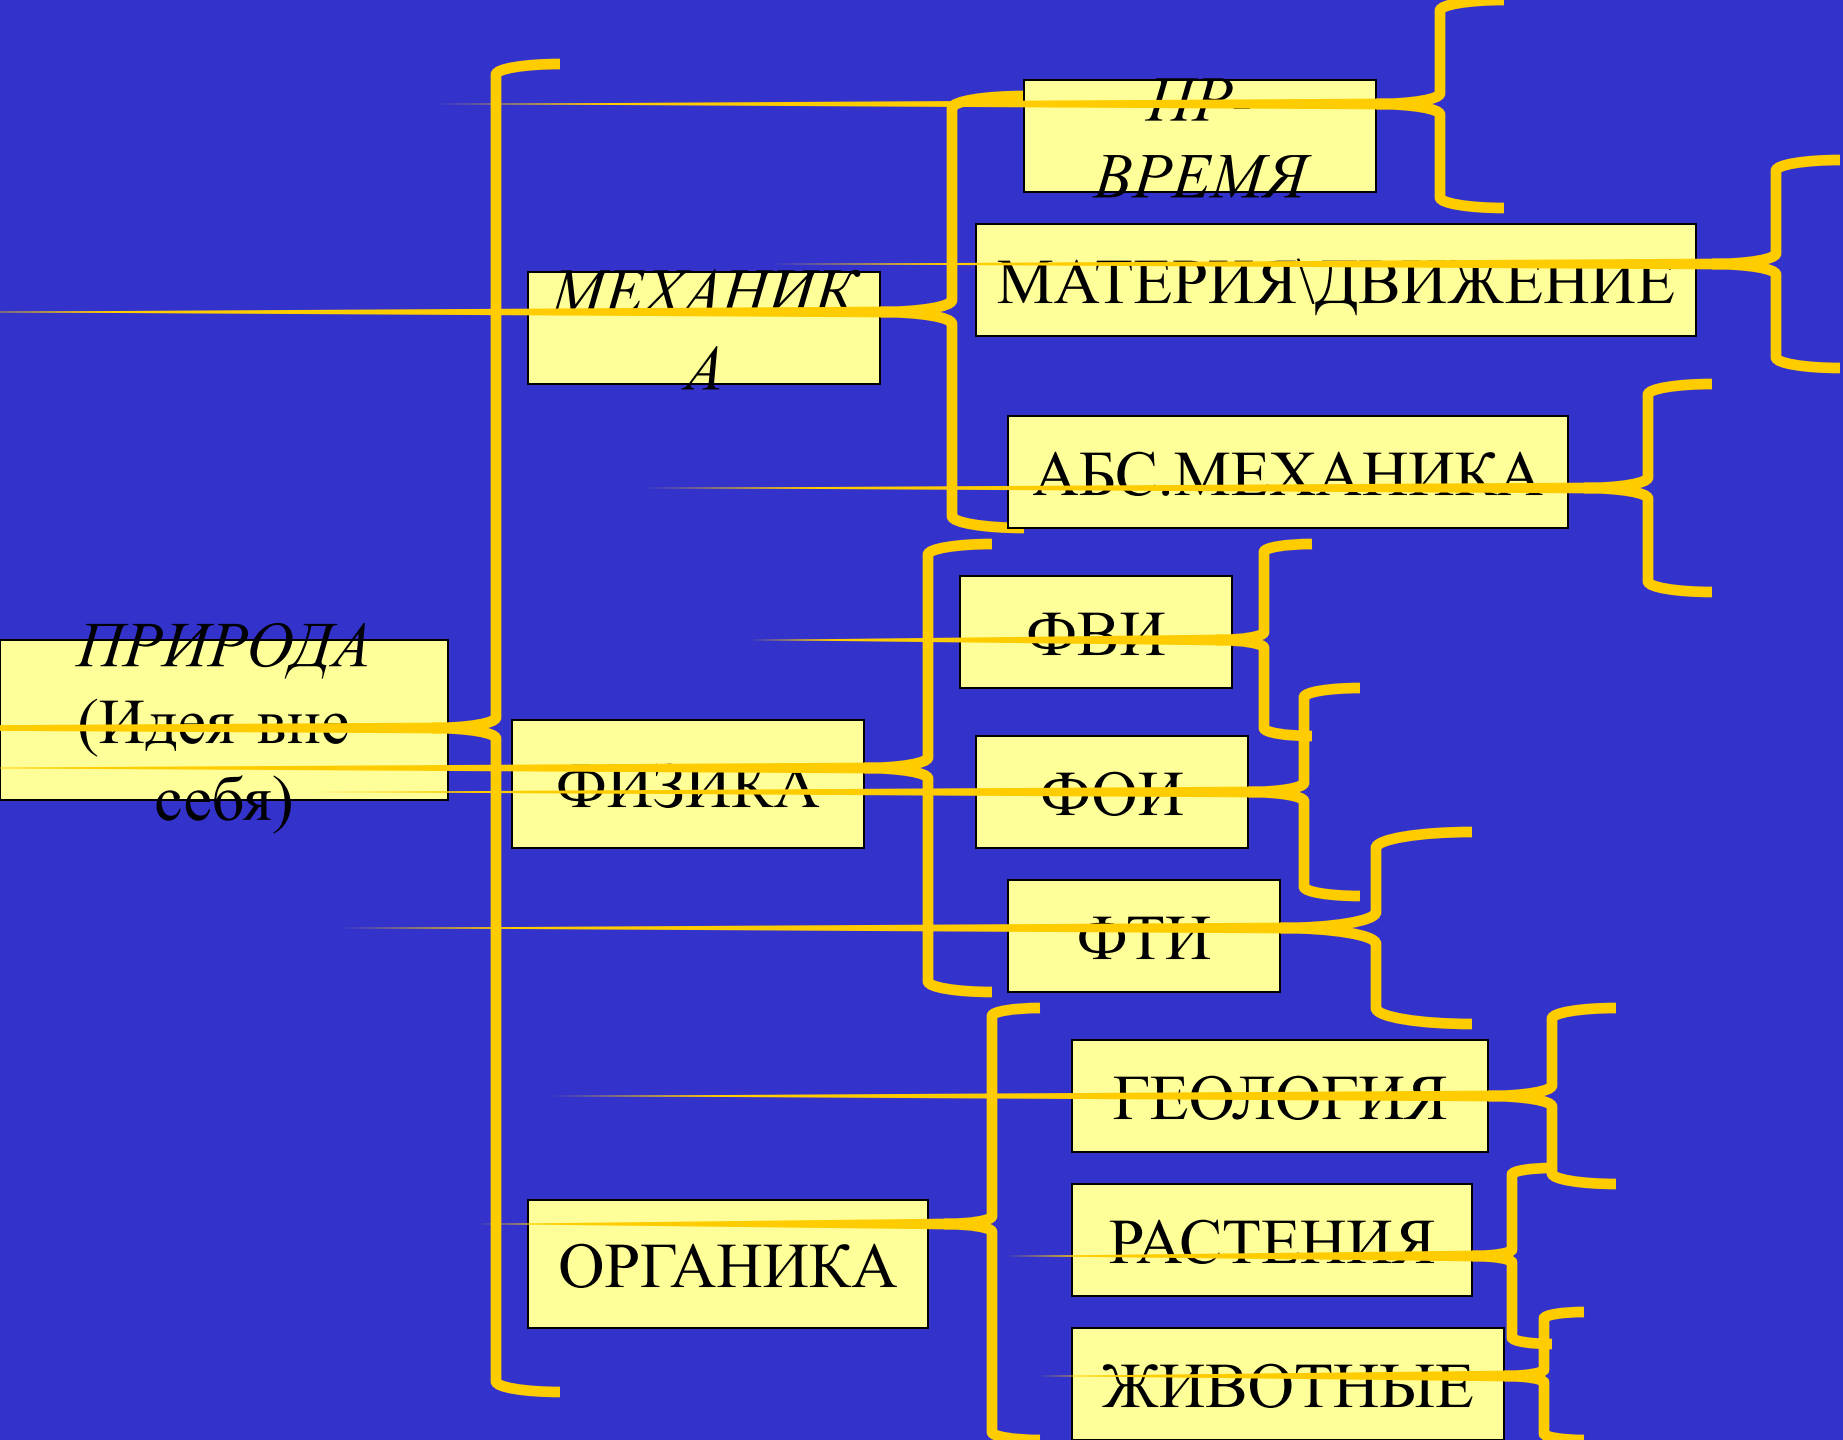 ПР-
ВРЕМЯ
МАТЕРИЯ\ДВИЖЕНИЕ
МЕХАНИК
А
АБС.МЕХАНИКА
ФВИ
ПРИРОДА
(Идея вне
себя)
ФИЗИКА
ФОИ
ФТИ
ГЕОЛОГИЯ
РАСТЕНИЯ
ОРГАНИКА
ЖИВОТНЫЕ